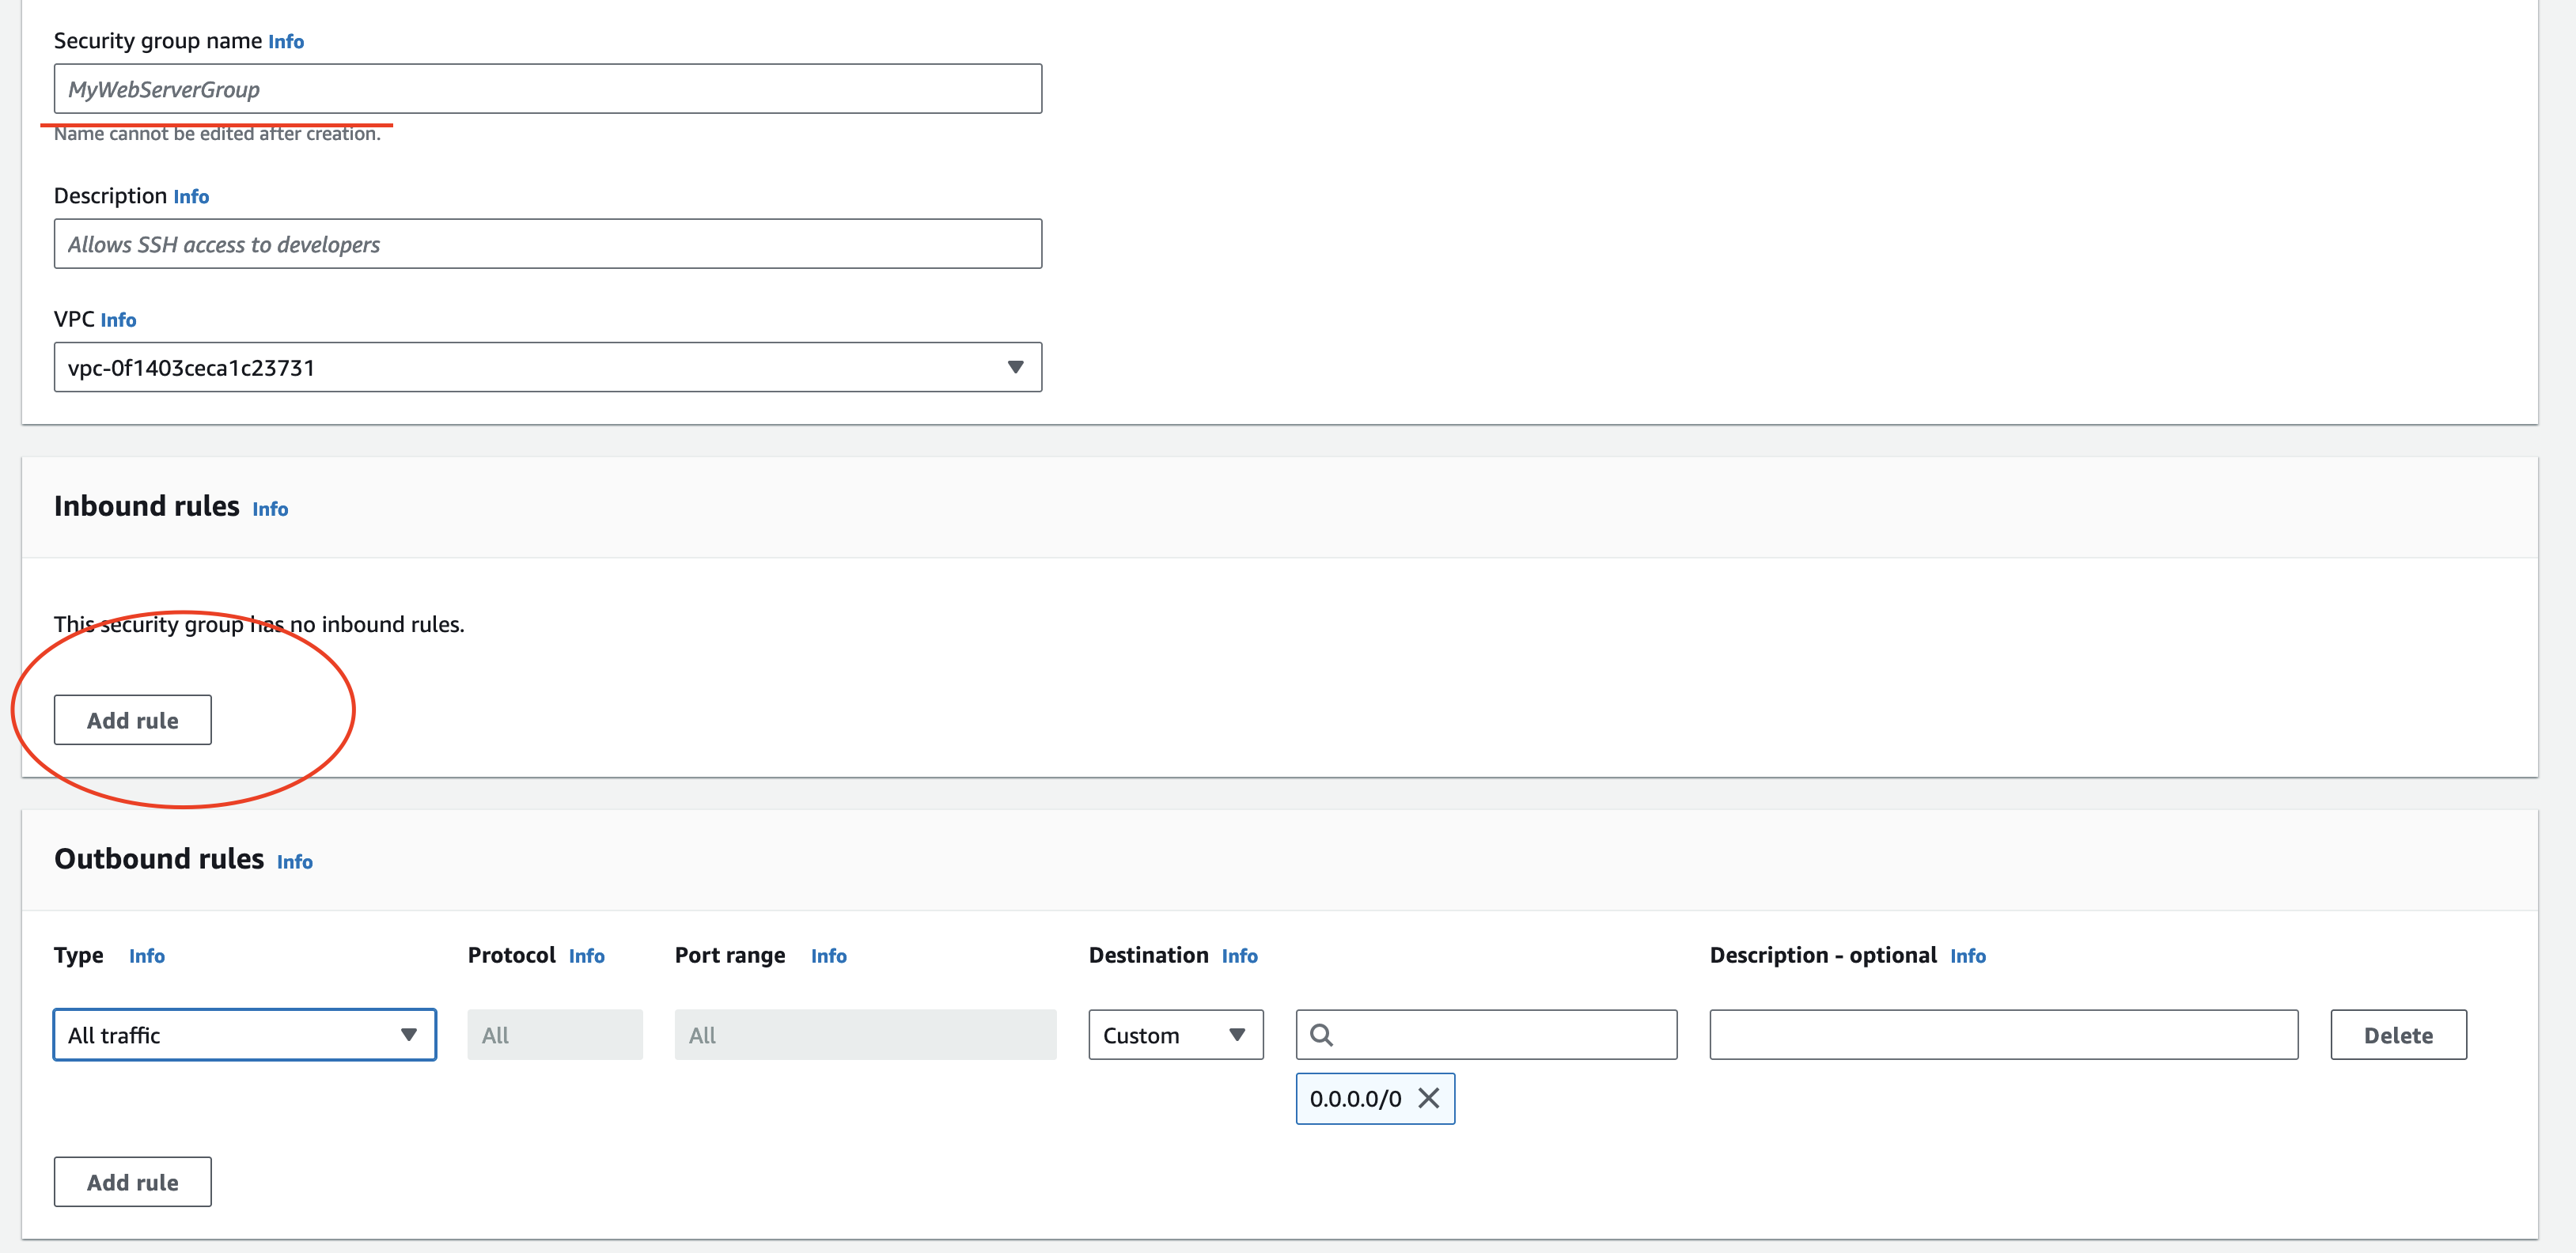 Security group name Info
MyWebServerGroup
Name cannot be edited after creation.
Description Info
Allows SSH access to developers
VPC Info
vpc-0f1403ceca1c23731
Inbound rules Info
This security group has no inbound rules.
Add rule
Outbound rules Info
Type Info Protocol Info Port range Info Destination Info Description - optional Info
All traffic All All Custom Delete
0.0.0.0/0
Add rule